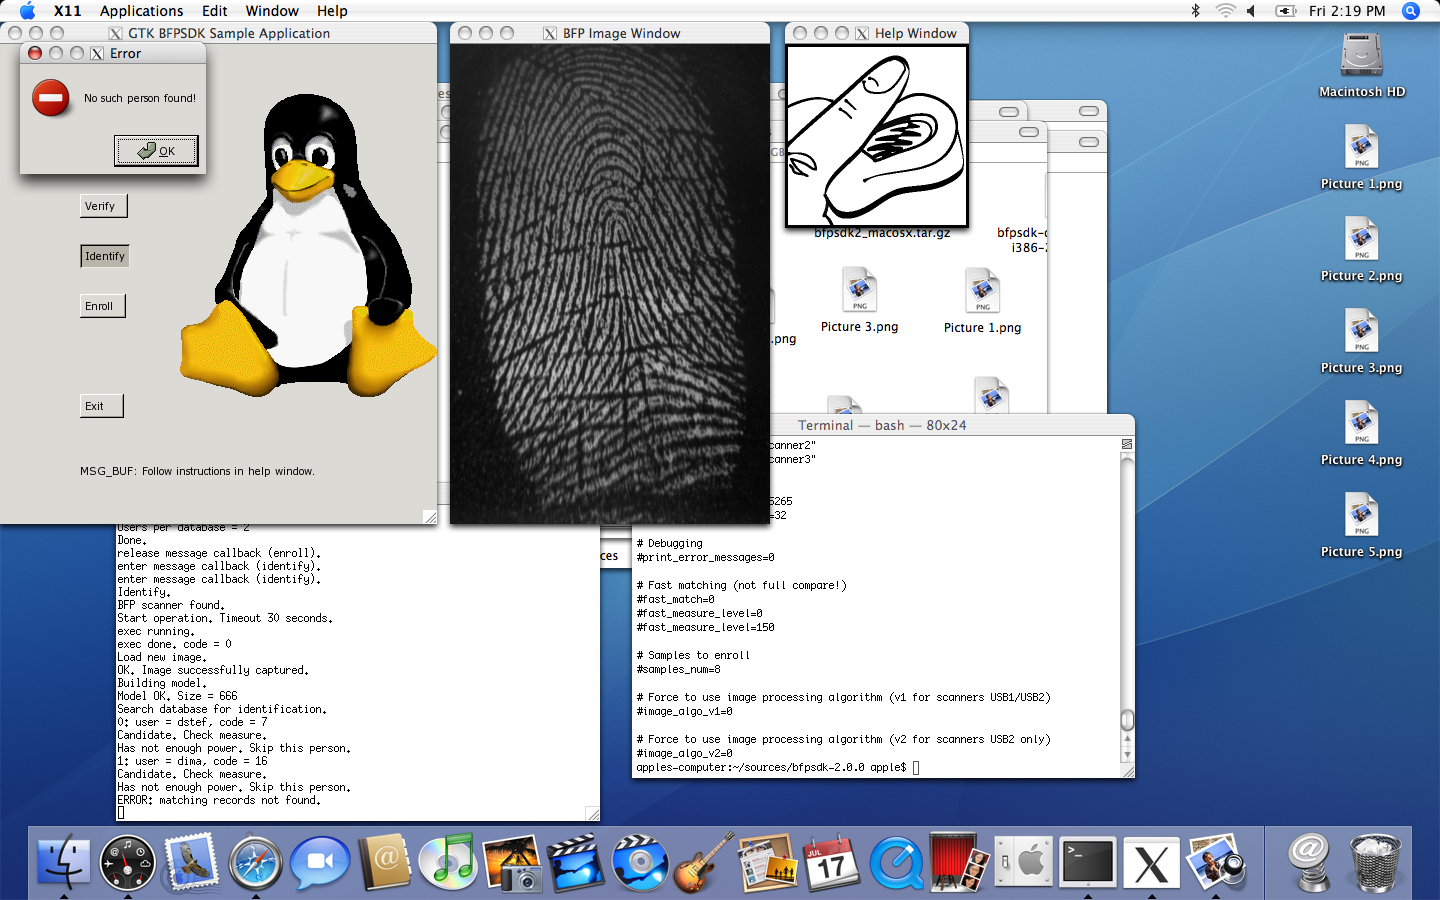 X11 Applications Edit Window Help
Fri 2:19 PM
GTK BFPSDK Sample Application
Error
No such person found!
OK
Verify
Identify
Enroll
Exit
MSG_BUF: Follow instructions in help window.
BFP Image Window
Help Window
es
GB
bfpsdk2_macosx.tar.gz
bfpsdk-
i386-
.png
Picture 3.png
Picture 1.png
ces
Users per database = 2
Done.
release message callback (enroll).
enter message callback (identify).
enter message callback (identify).
Identify.
BFP scanner found.
Start operation. Timeout 30 seconds.
exec running.
exec done. code = 0
Load new image.
OK. Image successfully captured.
Building model.
Model OK. Size = 666
Search database for identification.
0: user = dstef, code = 7
Candidate. Check measure.
Has not enough power. Skip this person.
1: user = dima, code = 16
Candidate. Check measure.
Has not enough power. Skip this person.
ERROR: matching records not found.
Terminal — bash — 80x24
canner2"
canner3"
5265
=32
# Debugging
#print_error_messages=0
# Fast matching (not full compare!)
#fast_match=0
#fast_measure_level=0
#fast_measure_level=150
# Samples to enroll
#samples_num=8
# Force to use image processing algorithm (v1 for scanners USB1/USB2)
#image_algo_v1=0
# Force to use image processing algorithm (v2 for scanners USB2 only)
#image_algo_v2=0
apples-computer:~/sources/bfpsdk-2.0.0 apple$
Macintosh HD
PNG
Picture 1.png
PNG
Picture 2.png
PNG
Picture 3.png
PNG
Picture 4.png
PNG
Picture 5.png
PNG
PNG
JUL
17